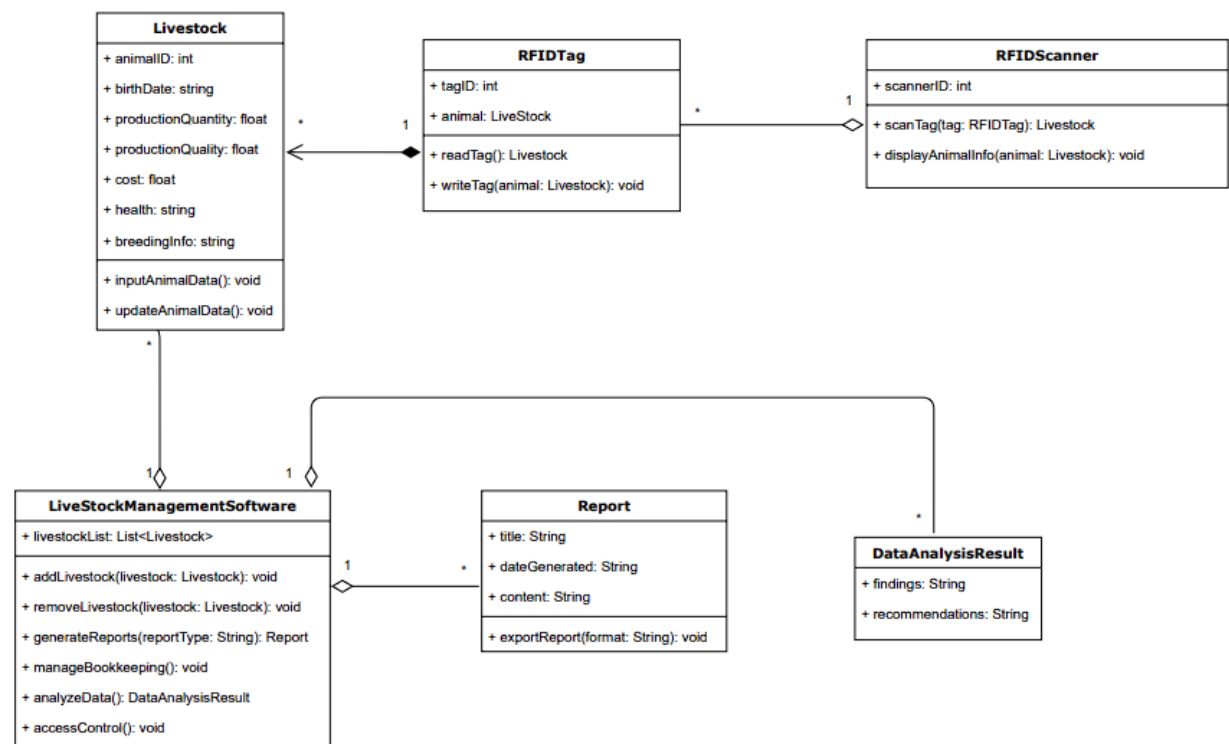 Livestock
+ animalID: int
+ birthDate: string
+ productionQuantity: float
+ productionQuality: float
+ cost: float
+ health: string
+ breedingInfo: string
+ inputAnimalData(): void
+ updateAnimalData(): void
*
1
RFIDTag
+ tagID: int
+ animal: LiveStock
+ readTag(): Livestock
+ writeTag(animal: Livestock): void
*
1
RFIDScanner
+ scannerID: int
+ scanTag(tag: RFIDTag): Livestock
+ displayAnimalInfo(animal: Livestock): void
*
1
1
*
LiveStockManagementSoftware
+ livestockList: List<Livestock>
+ addLivestock(livestock: Livestock): void
+ removeLivestock(livestock: Livestock): void
+ generateReports(reportType: String): Report
+ manageBookkeeping(): void
+ analyzeData(): DataAnalysisResult
+ accessControl(): void
1
*
Report
+ title: String
+ dateGenerated: String
+ content: String
+ exportReport(format: String): void
DataAnalysisResult
+ findings: String
+ recommendations: String